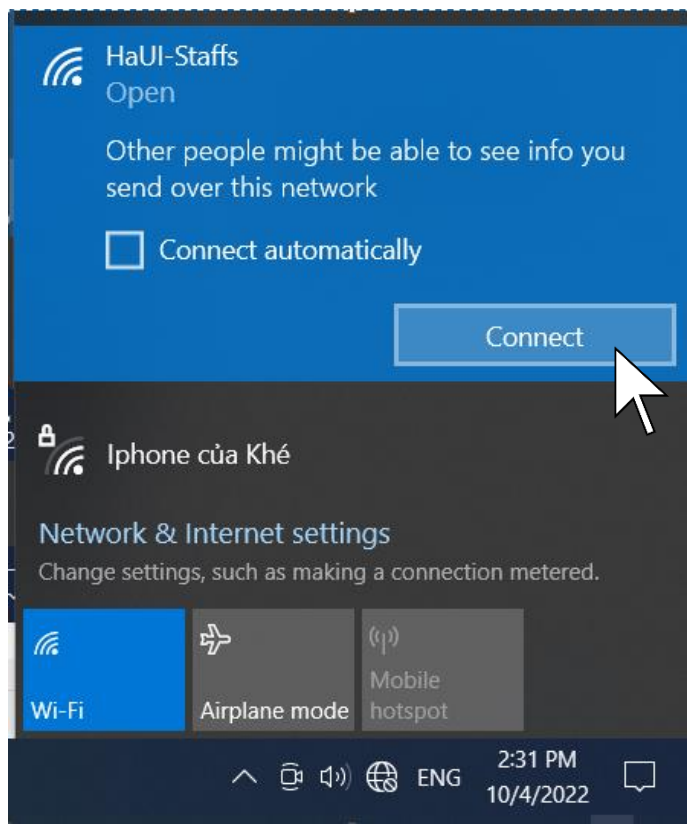 HaUI-Staffs
Open
Other people might be able to see info you
send over this network
Connect automatically
Connect
Iphone của Khé
Network & Internet settings
Change settings, such as making a connection metered.
Wi-Fi
Airplane mode
Mobile
hotspot
ENG
2:31 PM
10/4/2022